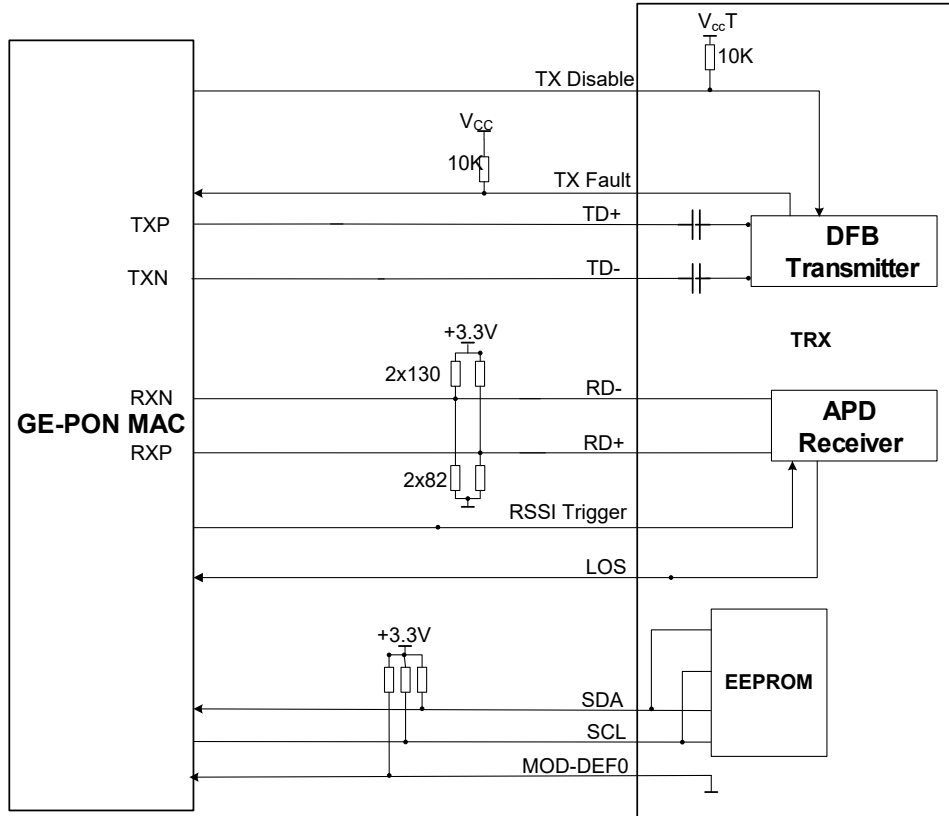 VccT
10K
TX Disable
VCC
10K
TX Fault
TXP
TD+
DFB
Transmitter
TXN
TD-
+3.3V
TRX
2x130
RXN
RD-
APD
Receiver
GE-PON MAC
RXP
RD+
2x82
RSSI Trigger
LOS
+3.3V
EEPROM
SDA
SCL
MOD-DEF0